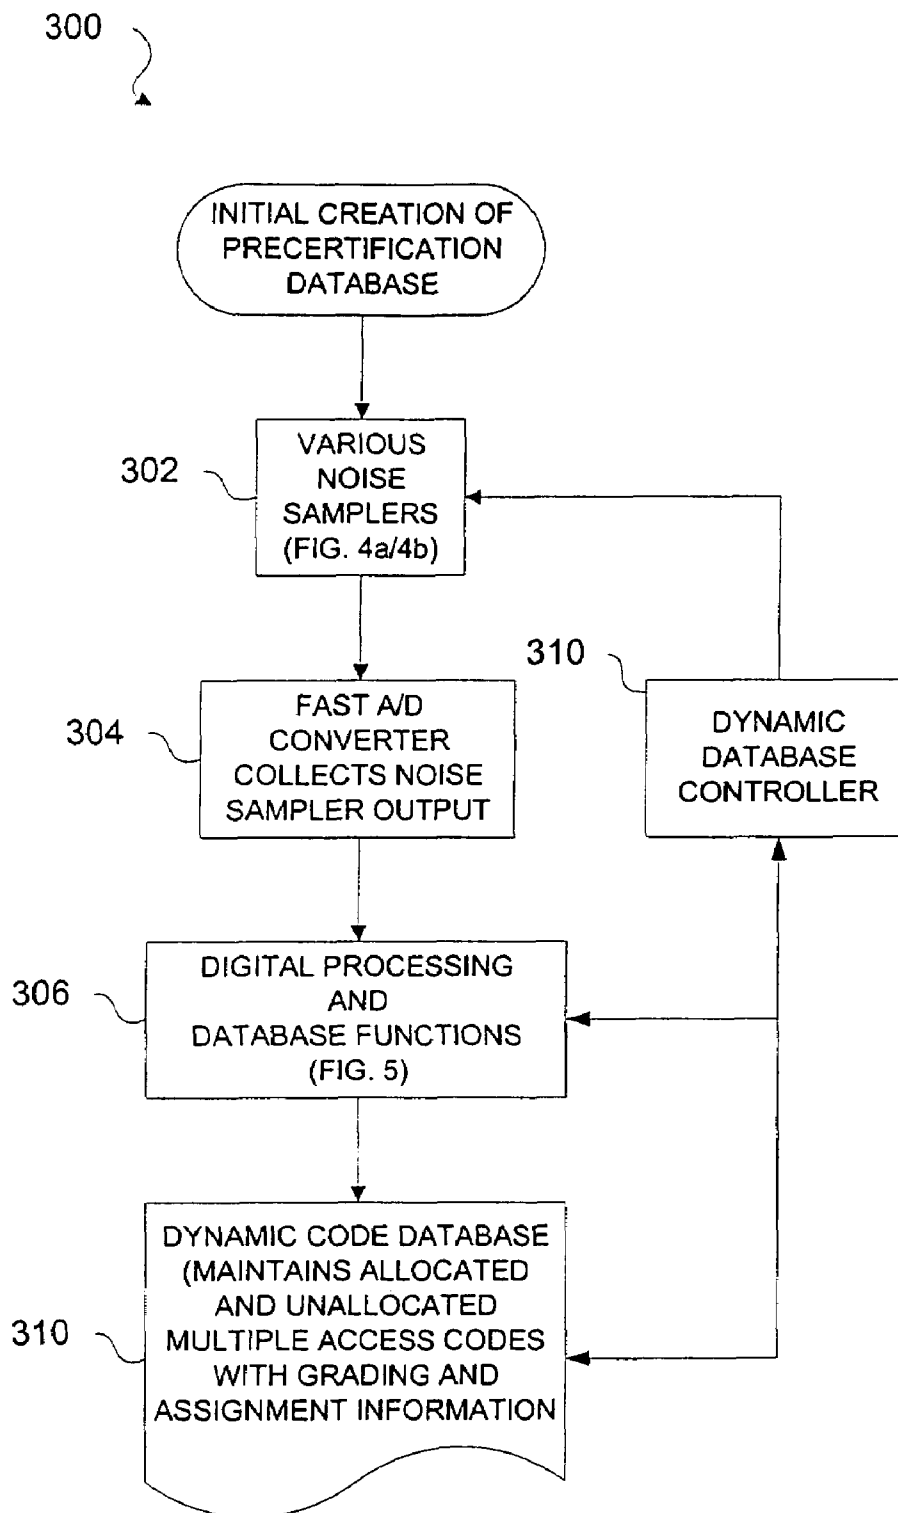 300
INITIAL CREATION OF
PRECERTIFICATION
DATABASE
302
VARIOUS
NOISE
SAMPLERS
(FIG. 4a/4b)
310
DYNAMIC
DATABASE
CONTROLLER
304
FAST A/D
CONVERTER
COLLECTS NOISE
SAMPLER OUTPUT
306
DIGITAL PROCESSING
AND
DATABASE FUNCTIONS
(FIG. 5)
310
DYNAMIC CODE DATABASE
(MAINTAINS ALLOCATED
AND UNALLOCATED
MULTIPLE ACCESS CODES
WITH GRADING AND
ASSIGNMENT INFORMATION